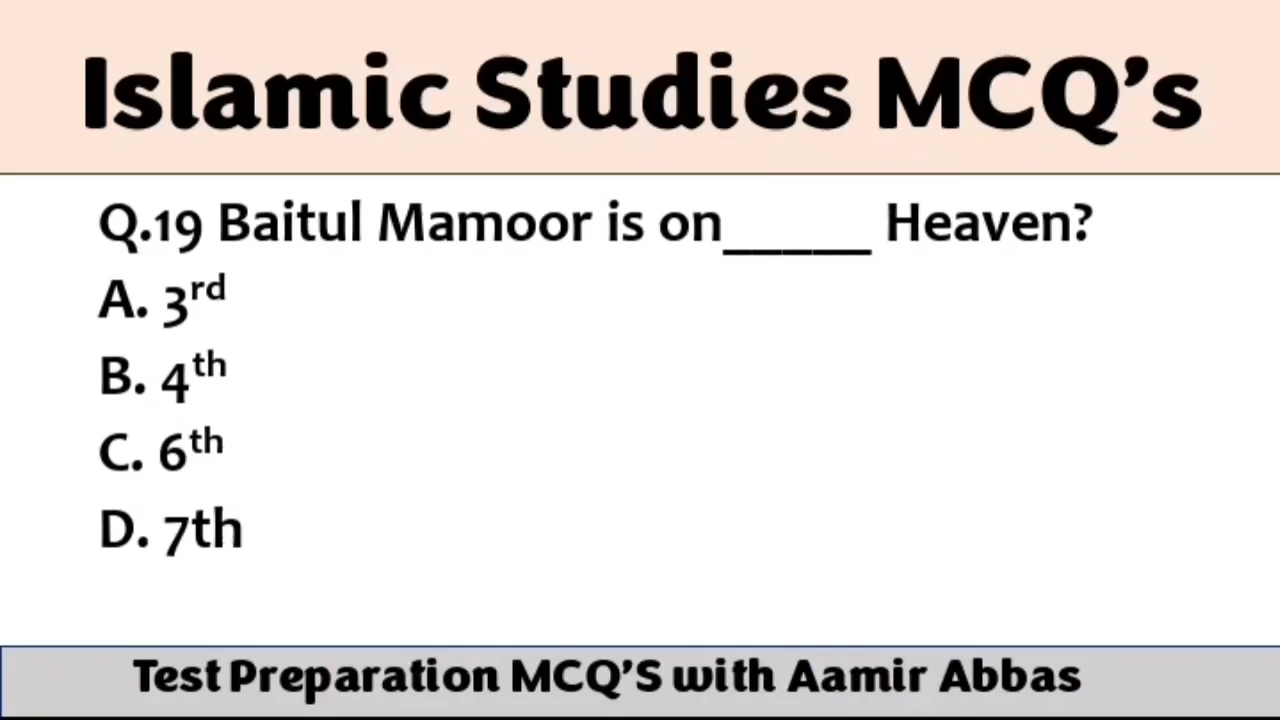 Islamic Studies MCQ’s
Q.19 Baitul Mamoor is on_____ Heaven?
A. 3rd
B. 4th
C. 6th
D. 7th
Test Preparation MCQ’S with Aamir Abbas